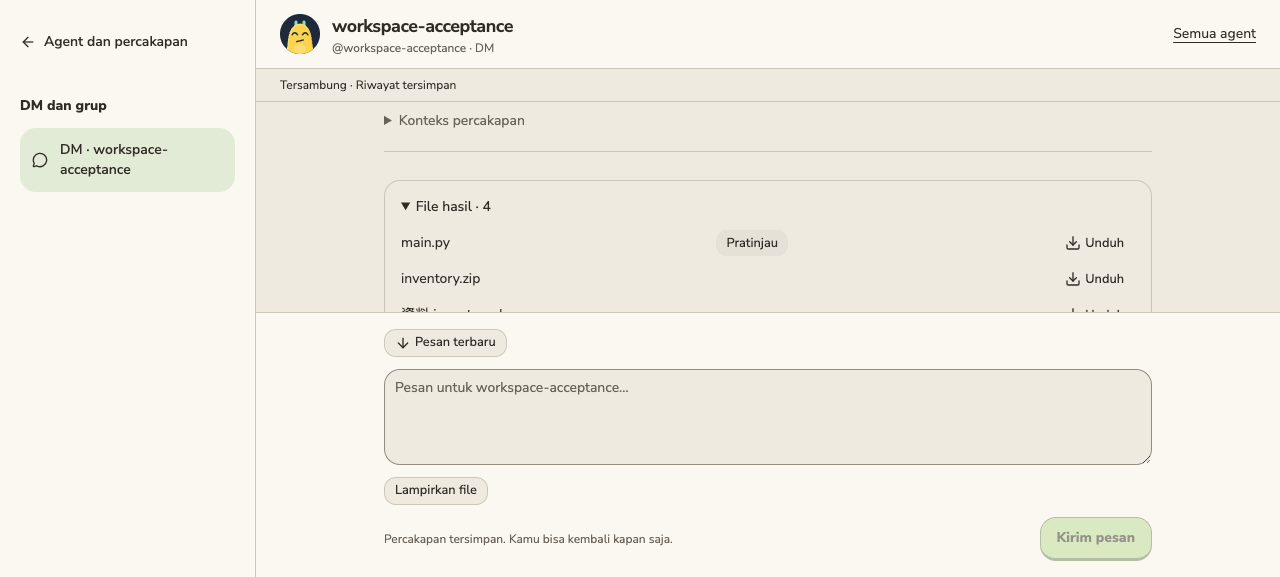 Agent dan percakapan
DM dan grup
DM · workspace-
acceptance
workspace-acceptance
@workspace-acceptance · DM
Semua agent
Tersambung · Riwayat tersimpan
Konteks percakapan
File hasil · 4
main.py
Pratinjau
Unduh
inventory.zip
Unduh
Pesan terbaru
Pesan untuk workspace-acceptance…
Lampirkan file
Percakapan tersimpan. Kamu bisa kembali kapan saja.
Kirim pesan